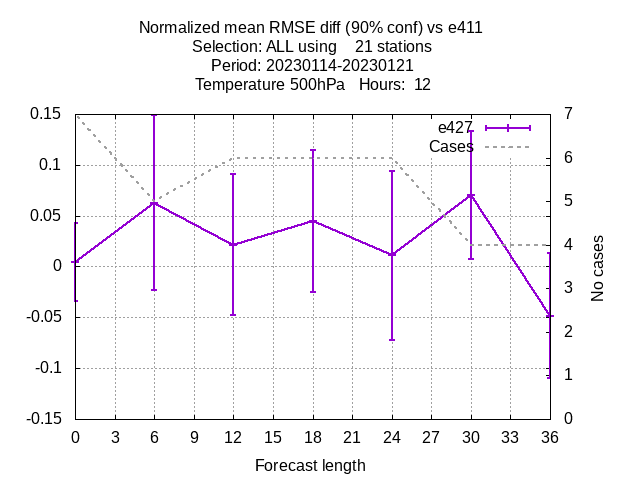 Normalized mean RMSE diff (90% conf) vs e411
Selection: ALL using    21 stations
Period: 20230114-20230121
Temperature 500hPa   Hours:  12
0.15
0.1
0.05
0
-0.05
-0.1
-0.15
7
6
5
4
3
2
1
0
e427
Cases
No cases
0 3 6 9 12 15 18 21 24 27 30 33 36
Forecast length